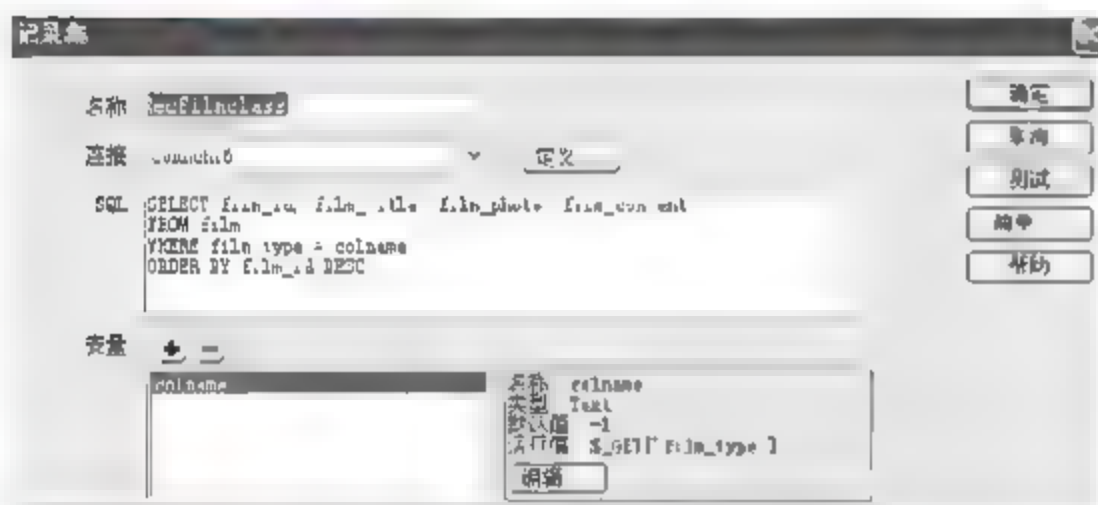 记录集
名称
连接 定义
SQL SELECT film_id, film_title film_photo film_content
FROM film
WHERE film_type = colname
ORDER BY film_id DESC
变量
colname
名称 colname
类型 Text
默认值 -1
运行值 $_GET['film_type']
编辑
确定
取消
测试
简单
帮助